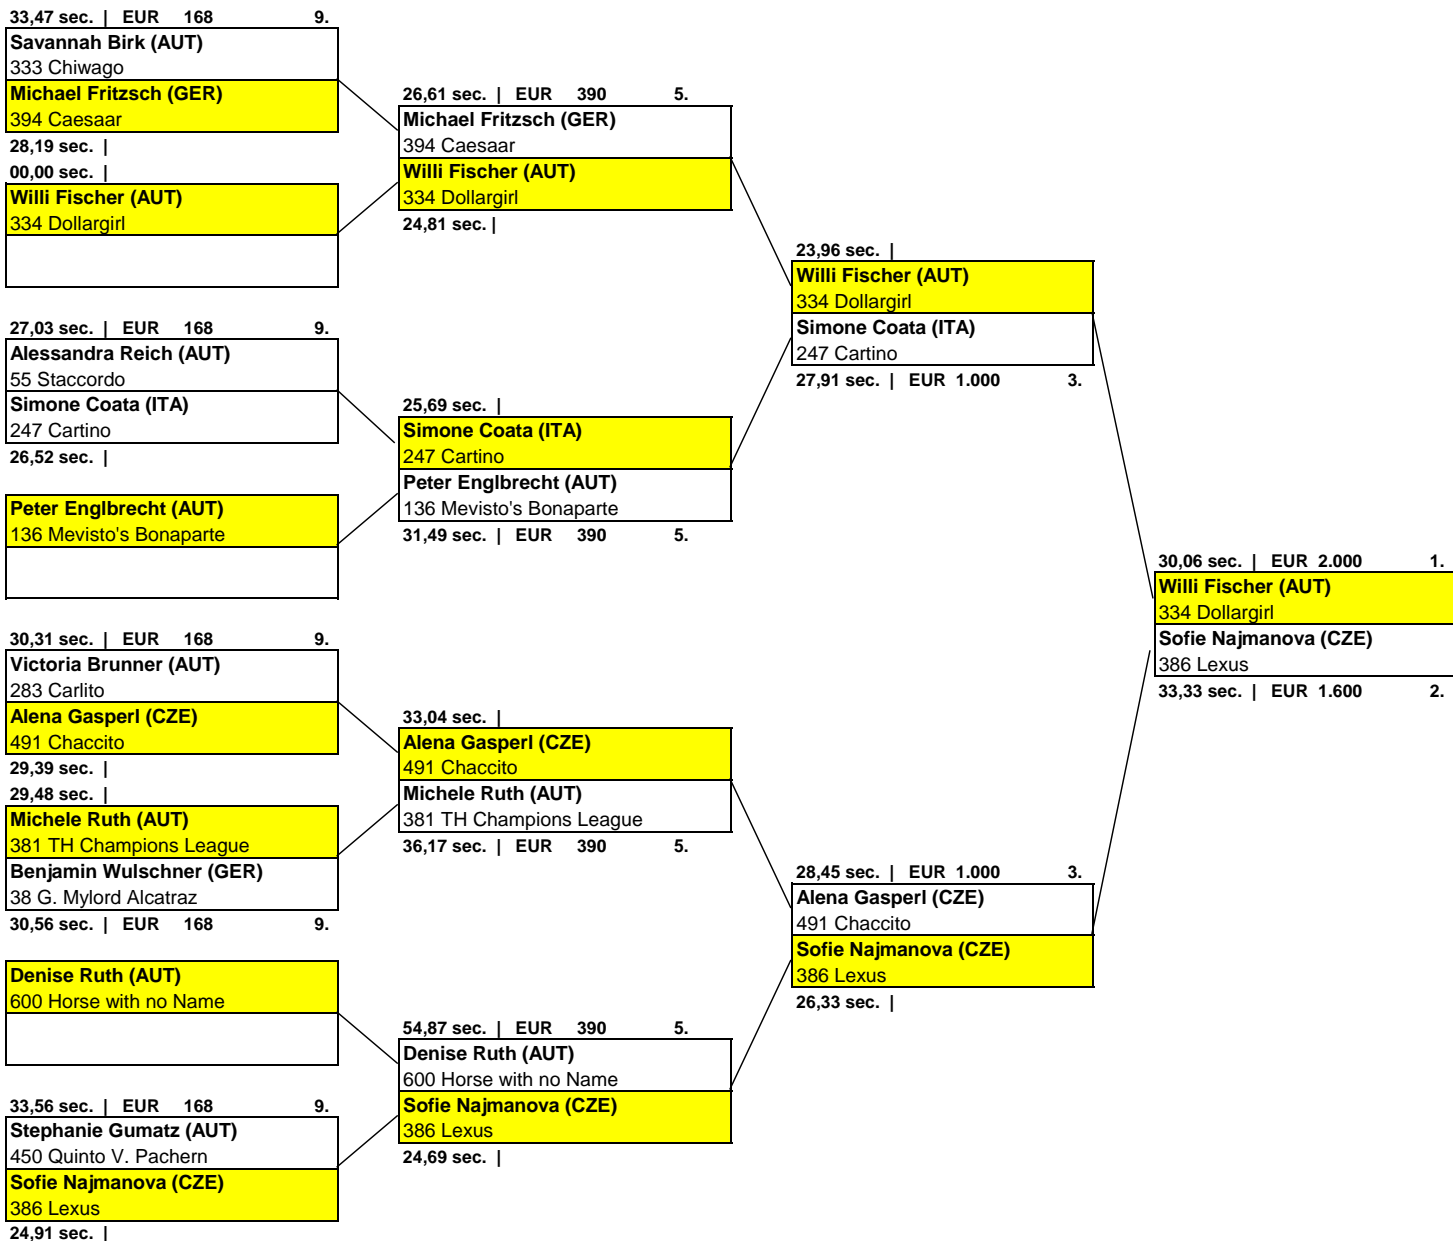 33,47 sec. | EUR 168 9.
Savannah Birk (AUT)
333 Chiwago
Michael Fritzsch (GER)
394 Caesaar
28,19 sec. |
00,00 sec. |
Willi Fischer (AUT)
334 Dollargirl
27,03 sec. | EUR 168 9.
Alessandra Reich (AUT)
55 Staccordo
Simone Coata (ITA)
247 Cartino
26,52 sec. |
Peter Englbrecht (AUT)
136 Mevisto's Bonaparte
30,31 sec. | EUR 168 9.
Victoria Brunner (AUT)
283 Carlito
Alena Gasperl (CZE)
491 Chaccito
29,39 sec. |
29,48 sec. |
Michele Ruth (AUT)
381 TH Champions League
Benjamin Wulschner (GER)
38 G. Mylord Alcatraz
30,56 sec. | EUR 168 9.
Denise Ruth (AUT)
600 Horse with no Name
33,56 sec. | EUR 168 9.
Stephanie Gumatz (AUT)
450 Quinto V. Pachern
Sofie Najmanova (CZE)
386 Lexus
24,91 sec. |
26,61 sec. | EUR 390 5.
Michael Fritzsch (GER)
394 Caesaar
Willi Fischer (AUT)
334 Dollargirl
24,81 sec. |
25,69 sec. |
Simone Coata (ITA)
247 Cartino
Peter Englbrecht (AUT)
136 Mevisto's Bonaparte
31,49 sec. | EUR 390 5.
33,04 sec. |
Alena Gasperl (CZE)
491 Chaccito
Michele Ruth (AUT)
381 TH Champions League
36,17 sec. | EUR 390 5.
54,87 sec. | EUR 390 5.
Denise Ruth (AUT)
600 Horse with no Name
Sofie Najmanova (CZE)
386 Lexus
24,69 sec. |
23,96 sec. |
Willi Fischer (AUT)
334 Dollargirl
Simone Coata (ITA)
247 Cartino
27,91 sec. | EUR 1.000 3.
28,45 sec. | EUR 1.000 3.
Alena Gasperl (CZE)
491 Chaccito
Sofie Najmanova (CZE)
386 Lexus
26,33 sec. |
30,06 sec. | EUR 2.000 1.
Willi Fischer (AUT)
334 Dollargirl
Sofie Najmanova (CZE)
386 Lexus
33,33 sec. | EUR 1.600 2.